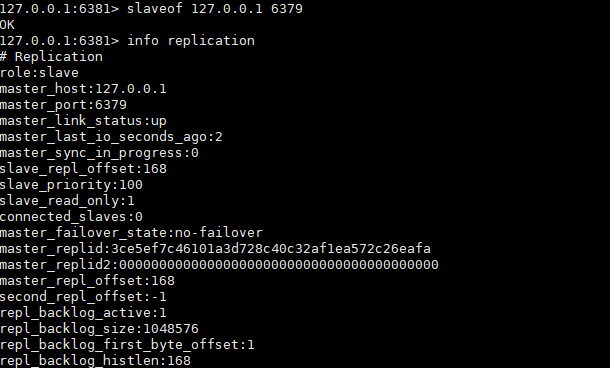 127.0.0.1:6381> slaveof 127.0.0.1 6379
OK
127.0.0.1:6381> info replication
# Replication
role:slave
master_host:127.0.0.1
master_port:6379
master_link_status:up
master_last_io_seconds_ago:2
master_sync_in_progress:0
slave_repl_offset:168
slave_priority:100
slave_read_only:1
connected_slaves:0
master_failover_state:no-failover
master_replid:3ce5ef7c46101a3d728c40c32af1ea572c26eafa
master_replid2:0000000000000000000000000000000000000000
master_repl_offset:168
second_repl_offset:-1
repl_backlog_active:1
repl_backlog_size:1048576
repl_backlog_first_byte_offset:1
repl_backlog_histlen:168